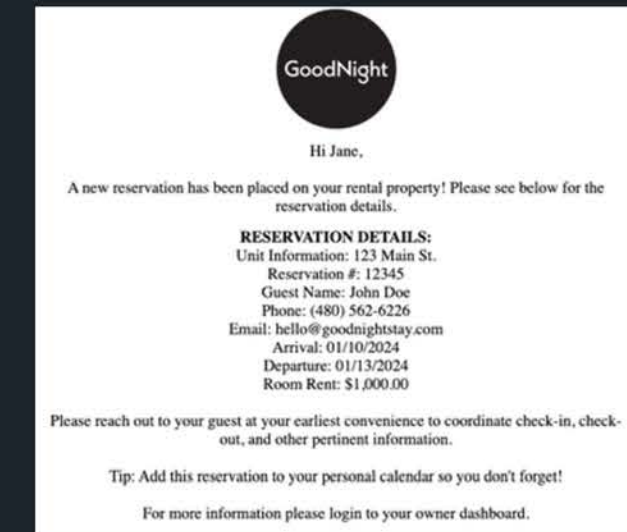 GoodNight
Hi Jane,
A new reservation has been placed on your rental property! Please see below for the
reservation details.
RESERVATION DETAILS:
Unit Information: 123 Main St.
Reservation #: 12345
Guest Name: John Doe
Phone: (480) 562-6226
Email: hello@goodnightstay.com
Arrival: 01/10/2024
Departure: 01/13/2024
Room Rent: $1,000.00
Please reach out to your guest at your earliest convenience to coordinate check-in, check-
out, and other pertinent information.
Tip: Add this reservation to your personal calendar so you don't forget!
For more information please login to your owner dashboard.